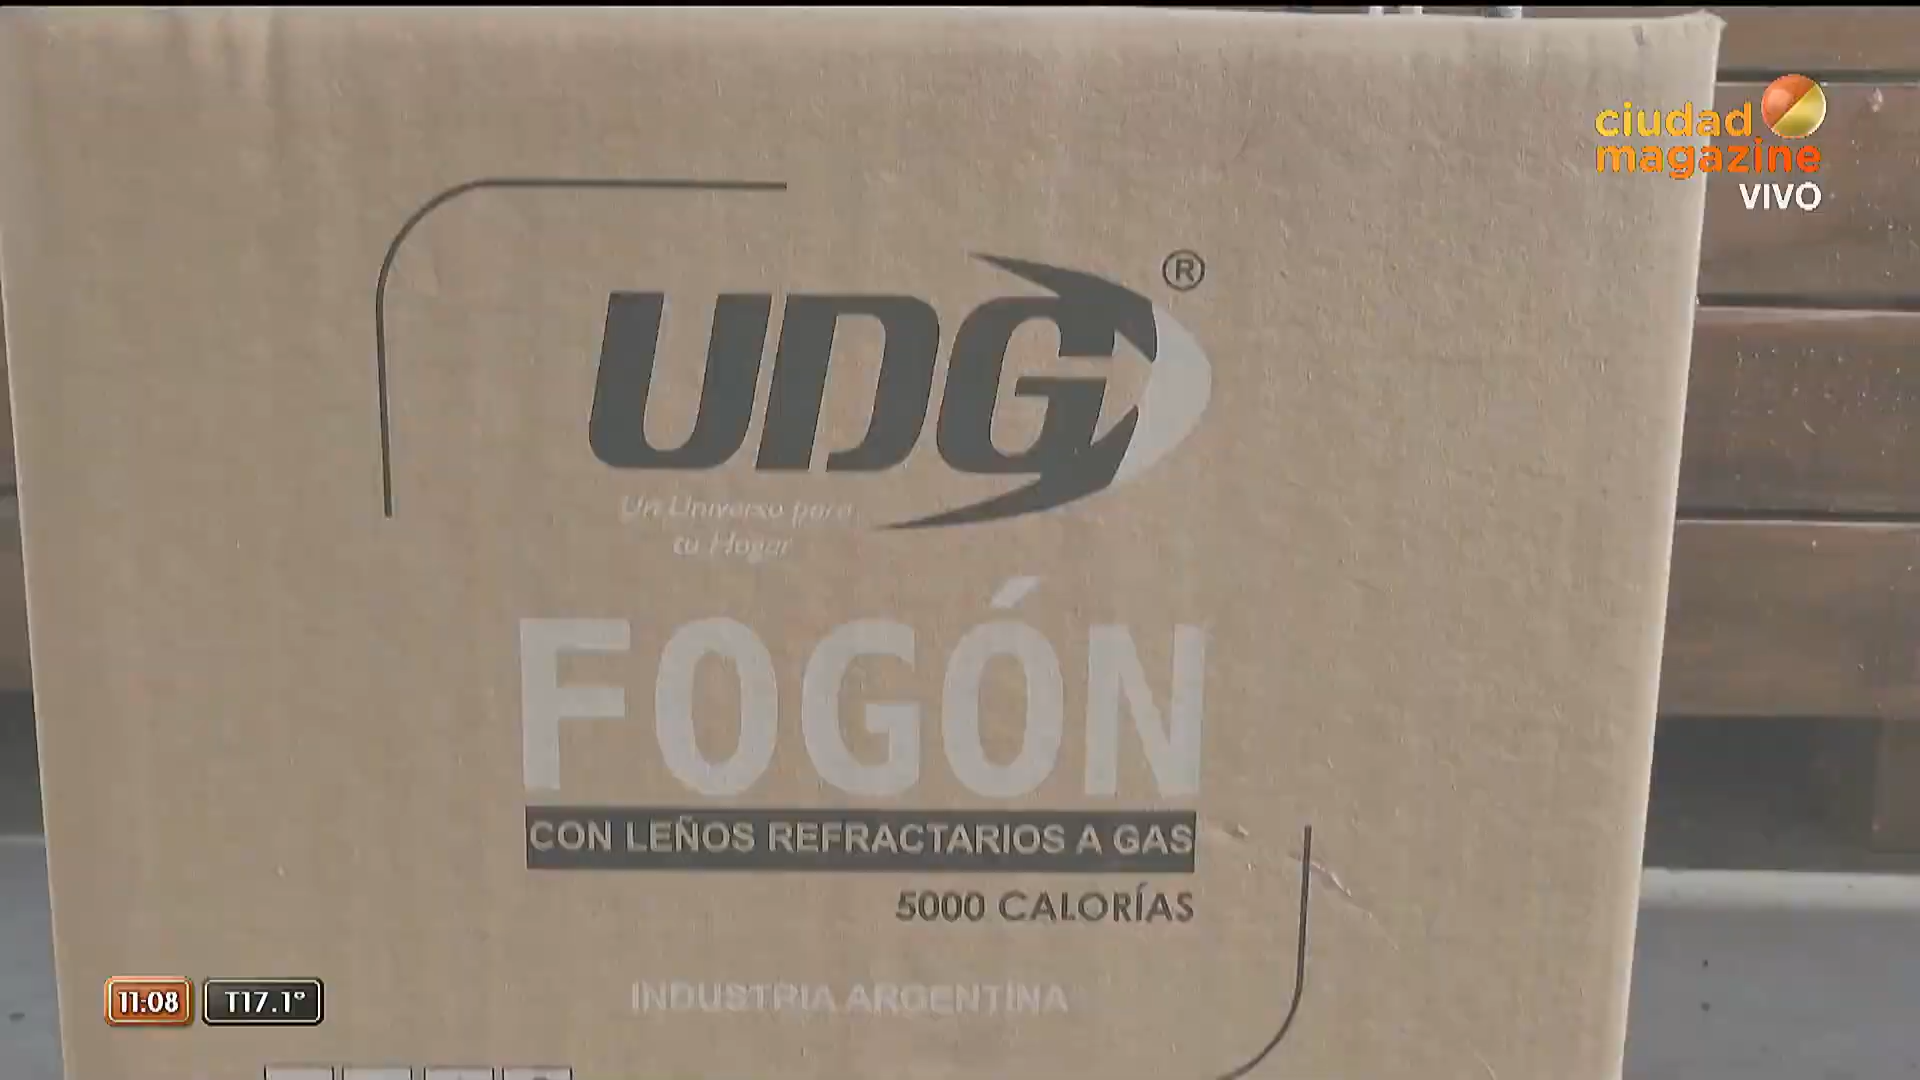 ciudad
magazine
VIVO
UDG®
Un Universo para
tu Hogar
FOGÓN
CON LEÑOS REFRACTARIOS A GAS
5000 CALORÍAS
INDUSTRIA ARGENTINA
11:08 T17.1°